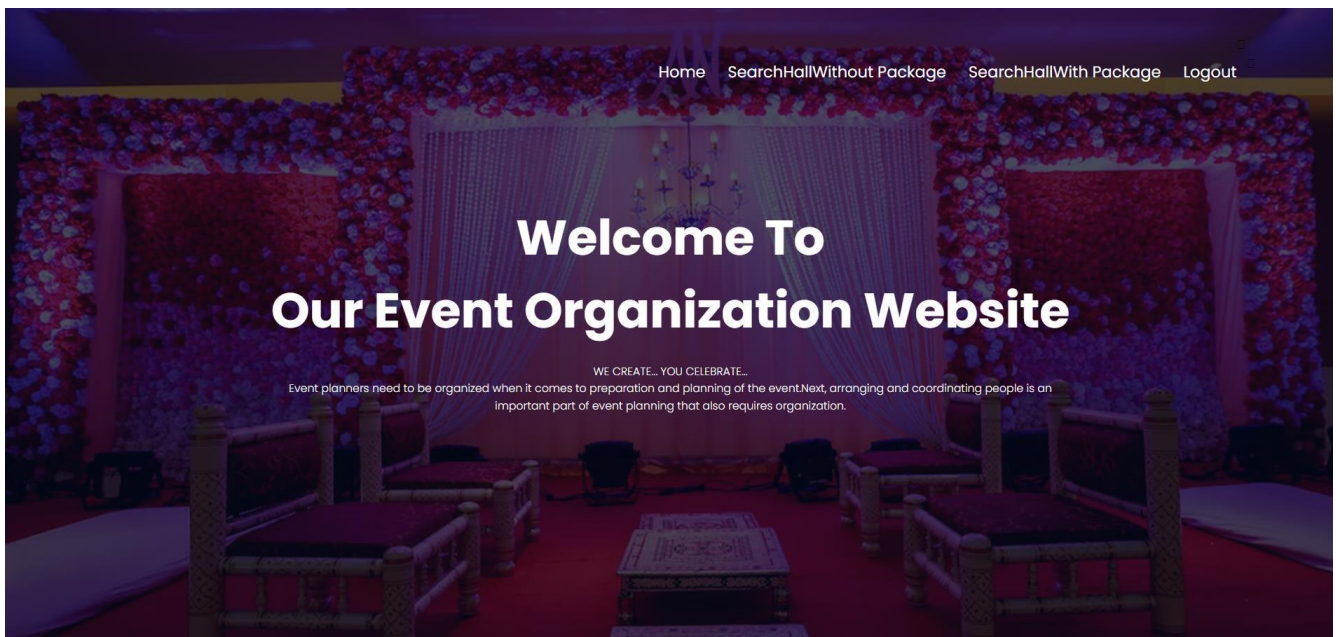 Home SearchHallWithout Package SearchHallWith Package Logout
Welcome To
Our Event Organization Website
WE CREATE... YOU CELEBRATE...
Event planners need to be organized when it comes to preparation and planning of the event.Next, arranging and coordinating people is an
important part of event planning that also requires organization.